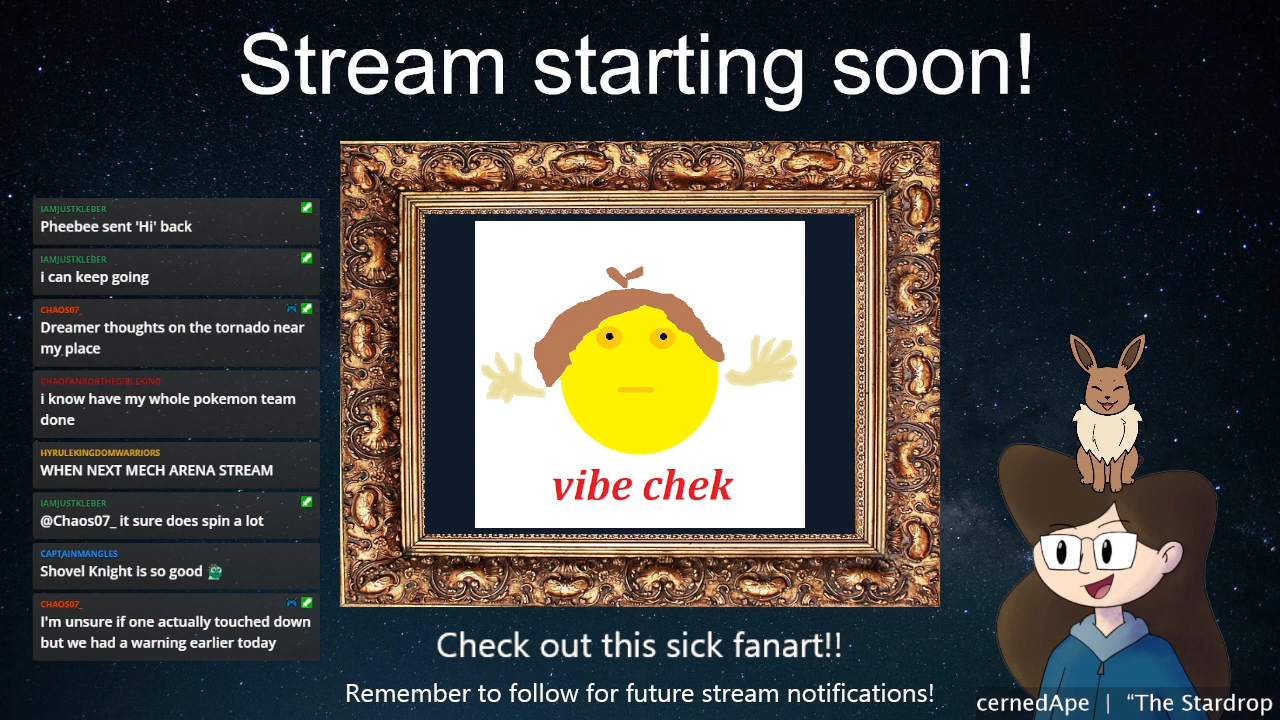 Stream starting soon!
IAMJUSTKLEBER
Pheebee sent 'Hi' back
IAMJUSTKLEBER
i can keep going
CHAOS07_
Dreamer thoughts on the tornado near
my place
CHAOFANROBTHEGIBLEKING
i know have my whole pokemon team
done
HYRULEKINGDOMWARRIORS
WHEN NEXT MECH ARENA STREAM
IAMJUSTKLEBER
@Chaos07_ it sure does spin a lot
CAPTAINMANGLES
Shovel Knight is so good
CHAOS07_
I'm unsure if one actually touched down
but we had a warning earlier today
vibe chek
Check out this sick fanart!!
Remember to follow for future stream notifications!
cernedApe | “The Stardrop